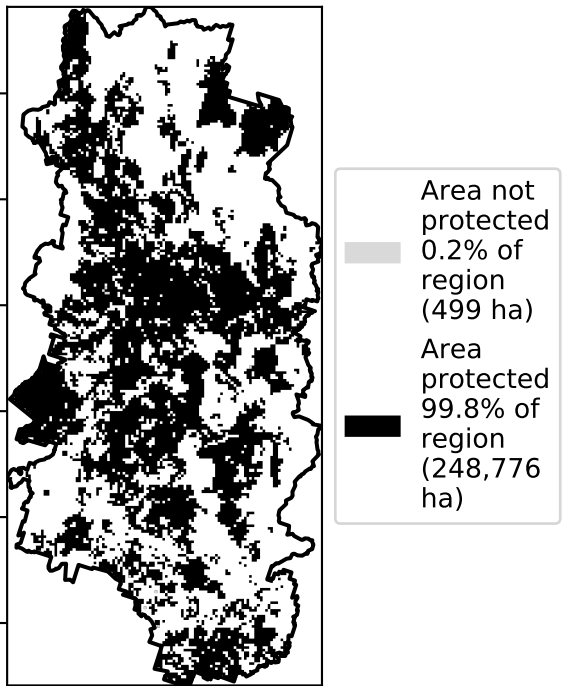 Area not
protected
0.2% of
region
(499 ha)
Area
protected
99.8% of
region
(248,776
ha)